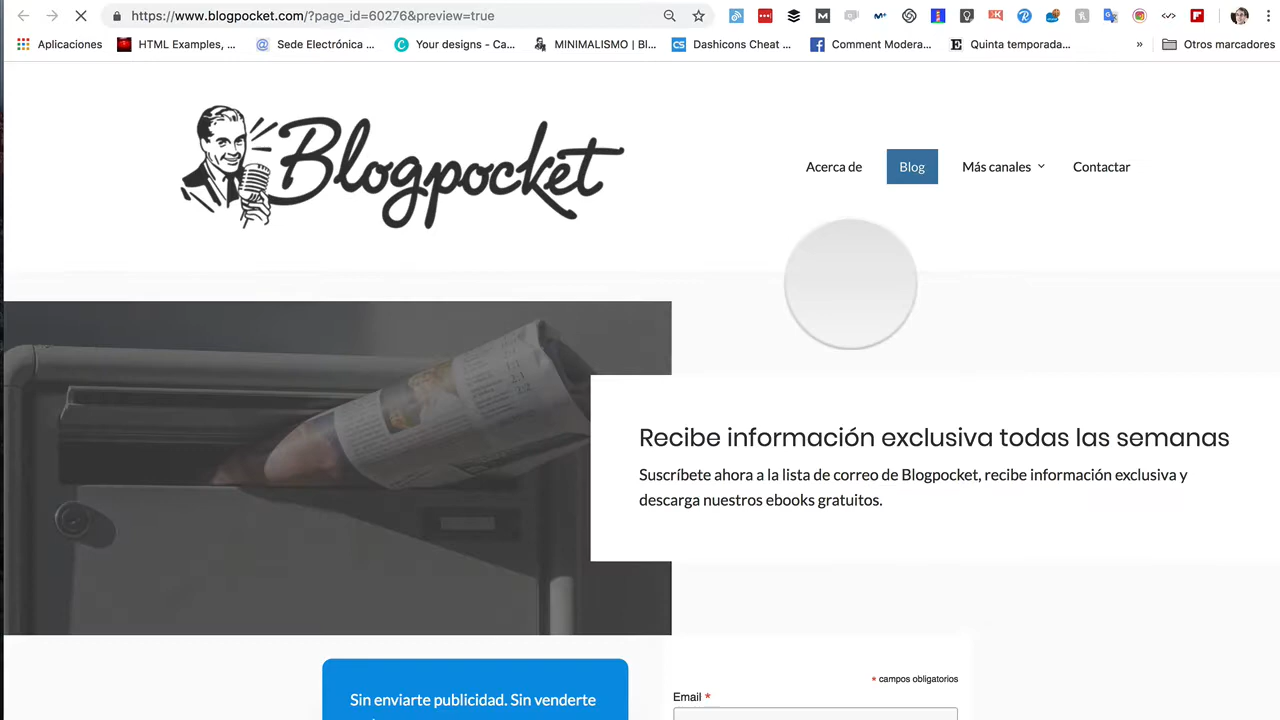 https://www.blogpocket.com/?page_id=60276&preview=true
Aplicaciones
HTML Examples, ...
Sede Electrónica ...
Your designs - Ca...
MINIMALISMO | Bl...
CS
Dashicons Cheat ...
Comment Modera...
Quinta temporada...
»
Otros marcadores
Blogpocket
Acerca de
Blog
Más canales
Contactar
Recibe información exclusiva todas las semanas
Suscríbete ahora a la lista de correo de Blogpocket, recibe información exclusiva y
descarga nuestros ebooks gratuitos.
* campos obligatorios
Email *
Sin enviarte publicidad. Sin venderte